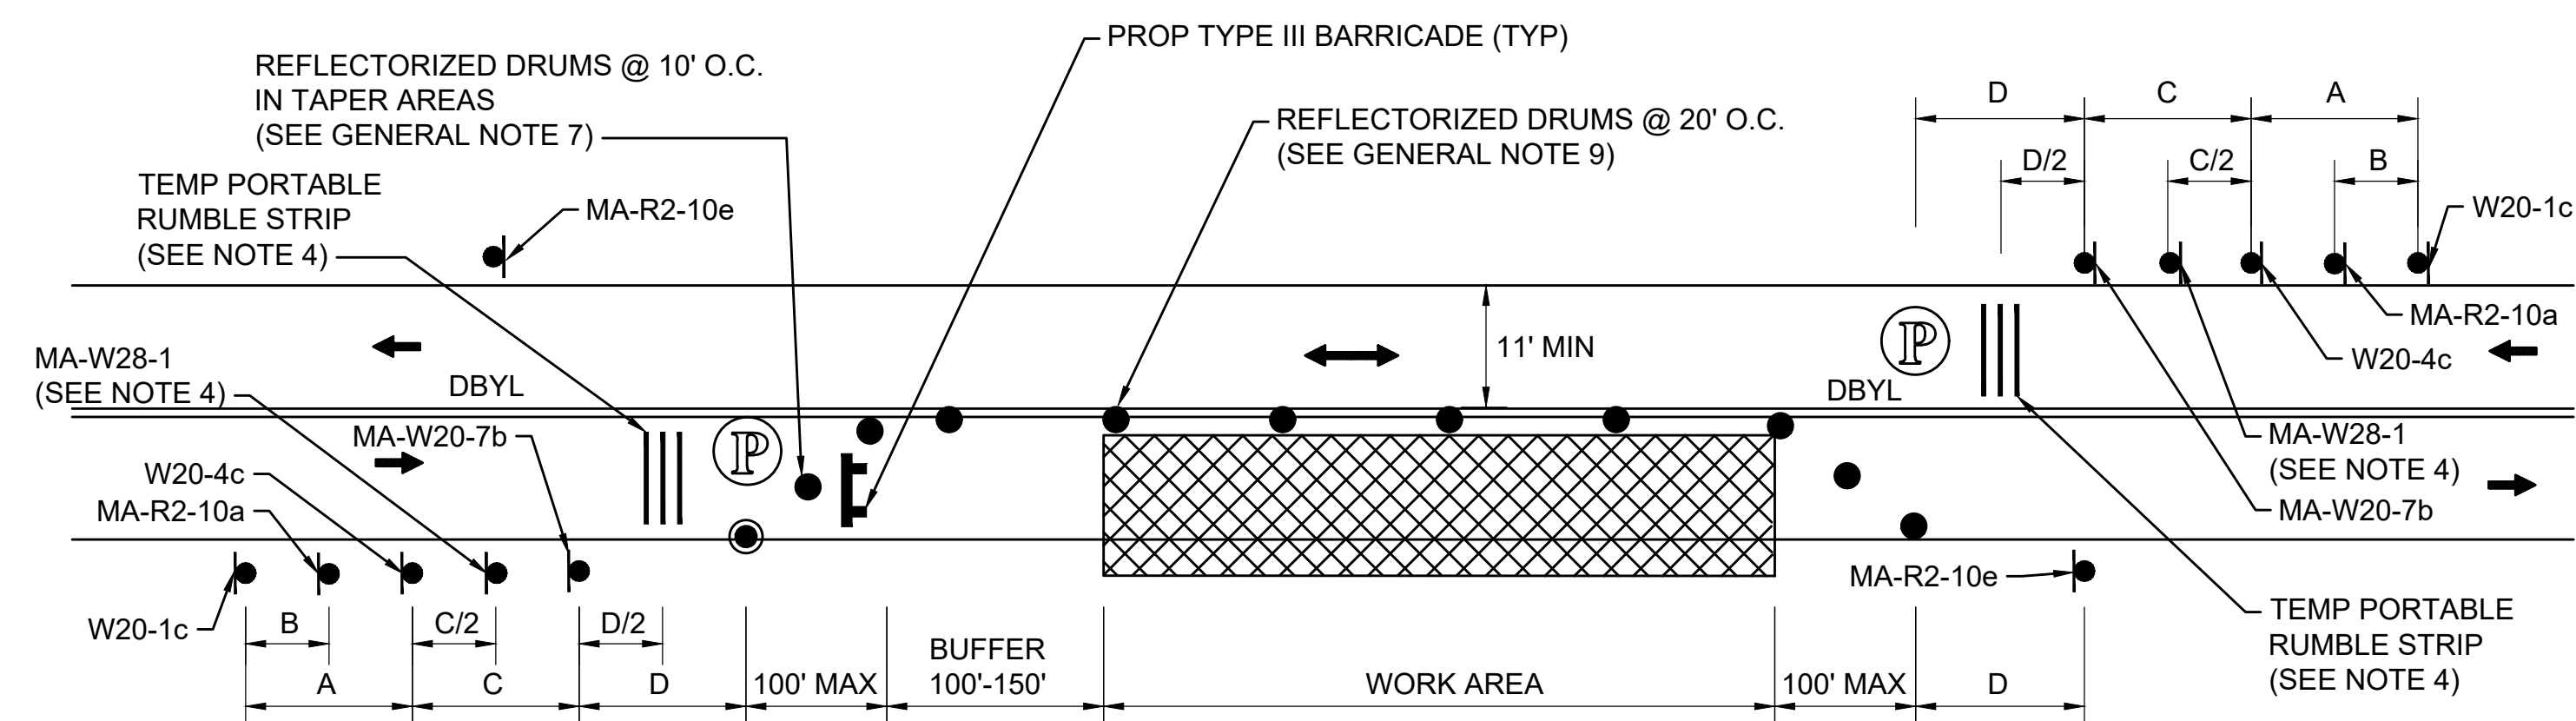 PROP TYPE III BARRICADE (TYP)
REFLECTORIZED DRUMS @ 10' O.C.
IN TAPER AREAS
(SEE GENERAL NOTE 7)
REFLECTORIZED DRUMS @ 20' O.C.
(SEE GENERAL NOTE 9)
D
C
A
D/2
C/2
B
TEMP PORTABLE
RUMBLE STRIP
(SEE NOTE 4)
MA-R2-10e
W20-1c
MA-R2-10a
W20-4c
11' MIN
P
MA-W28-1
(SEE NOTE 4)
DBYL
DBYL
MA-W20-7b
P
W20-4c
MA-R2-10a
MA-W28-1
(SEE NOTE 4)
MA-W20-7b
MA-R2-10e
W20-1c
B
C/2
D/2
TEMP PORTABLE
RUMBLE STRIP
(SEE NOTE 4)
A
C
D
100' MAX
BUFFER
100'-150'
WORK AREA
100' MAX
D